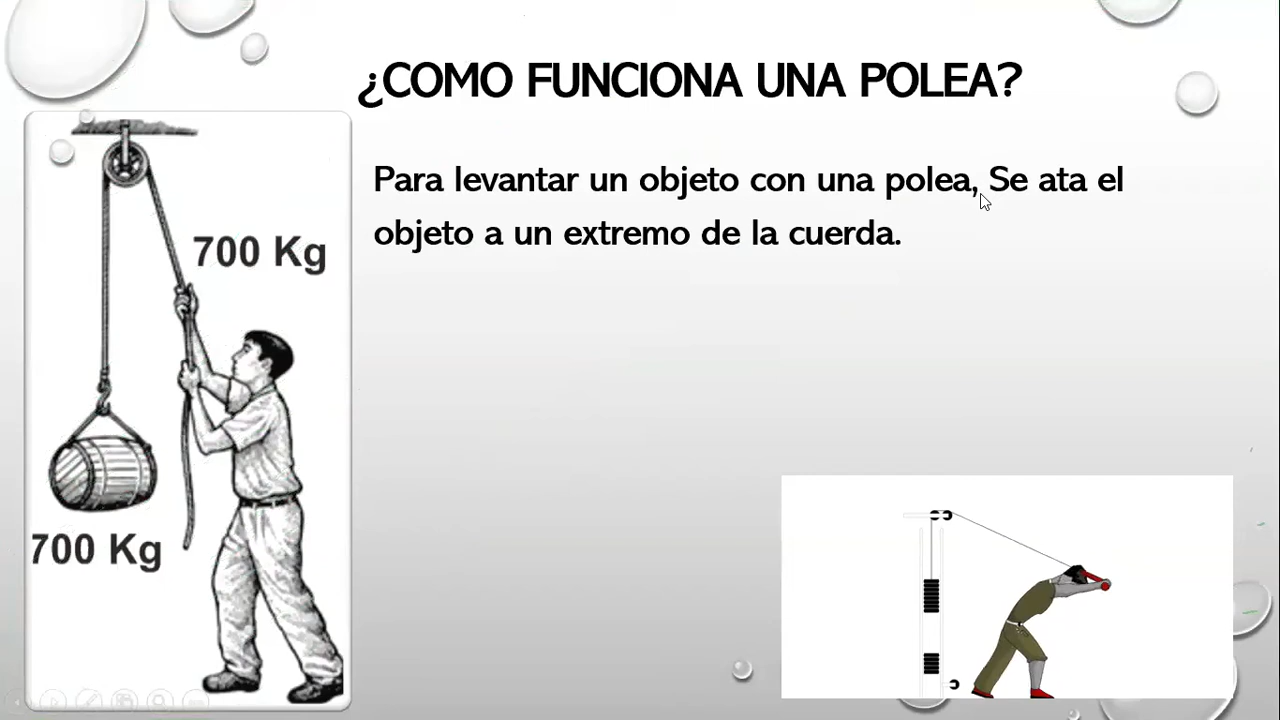 ¿COMO FUNCIONA UNA POLEA?
Para levantar un objeto con una polea, Se ata el
objeto a un extremo de la cuerda.
700 Kg
700 Kg